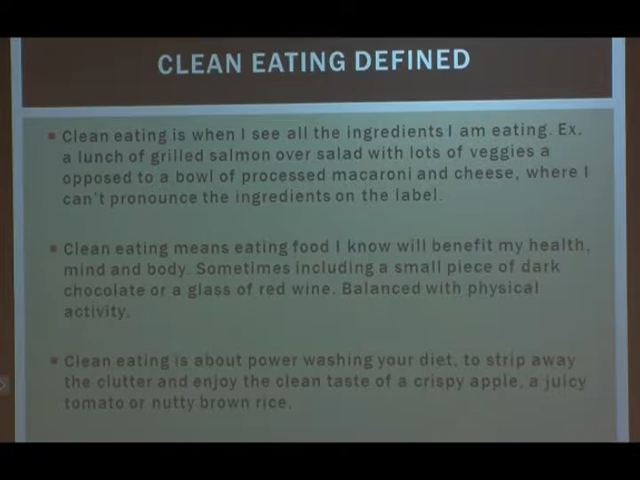 CLEAN EATING DEFINED
Clean eating is when I see all the ingredients I am eating. Ex.
a lunch of grilled salmon over salad with lots of veggies a
opposed to a bowl of processed macaroni and cheese, where I
can't pronounce the ingredients on the label.
Clean eating means eating food I know will benefit my health,
mind and body. Sometimes including a small piece of dark
chocolate or a glass of red wine. Balanced with physical
activity.
Clean eating is about power washing your diet, to strip away
the clutter and enjoy the clean taste of a crispy apple, a juicy
tomato or nutty brown rice.